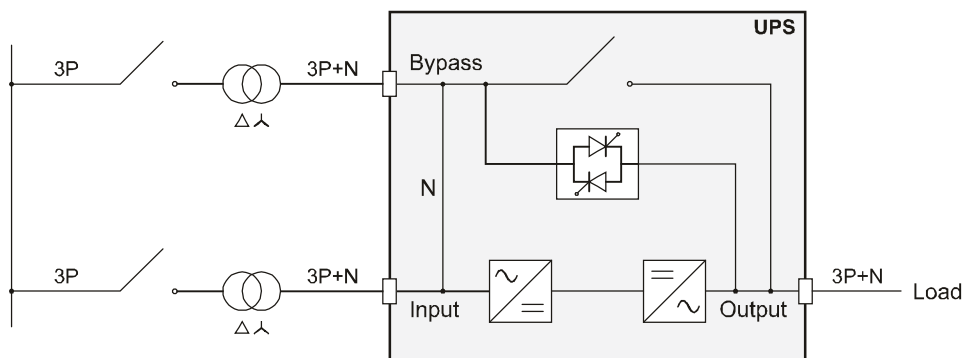 UPS
3P
3P+N
Bypass
N
3P
3P+N
Input
Output
3P+N
Load